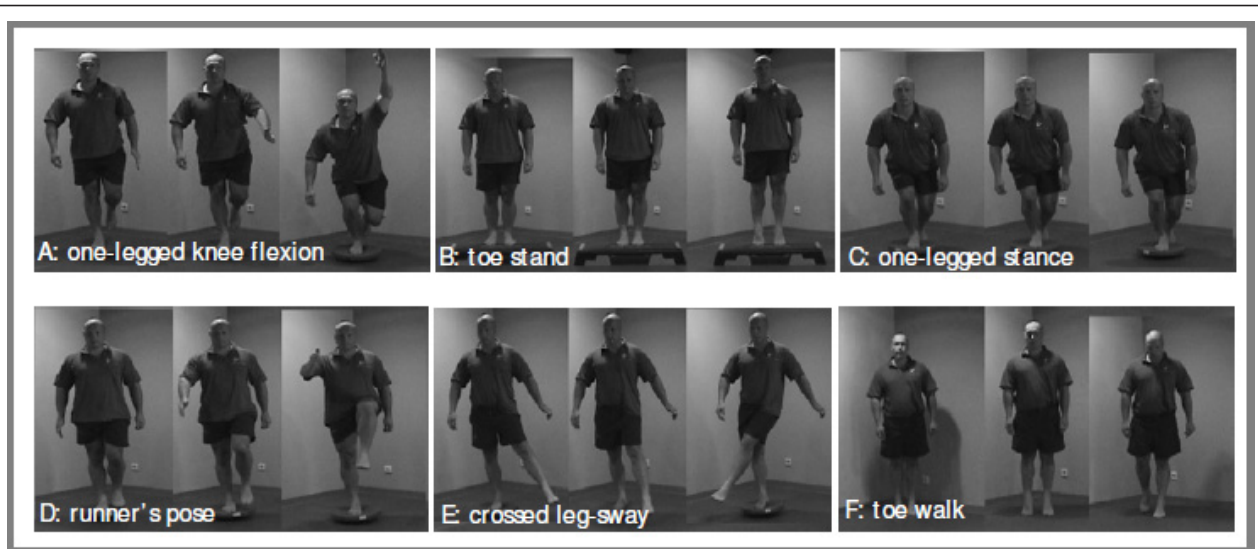 A: one-legged knee flexion
B: toe stand
C: one-legged stance
D: runner's pose
E: crossed leg-sway
F: toe walk